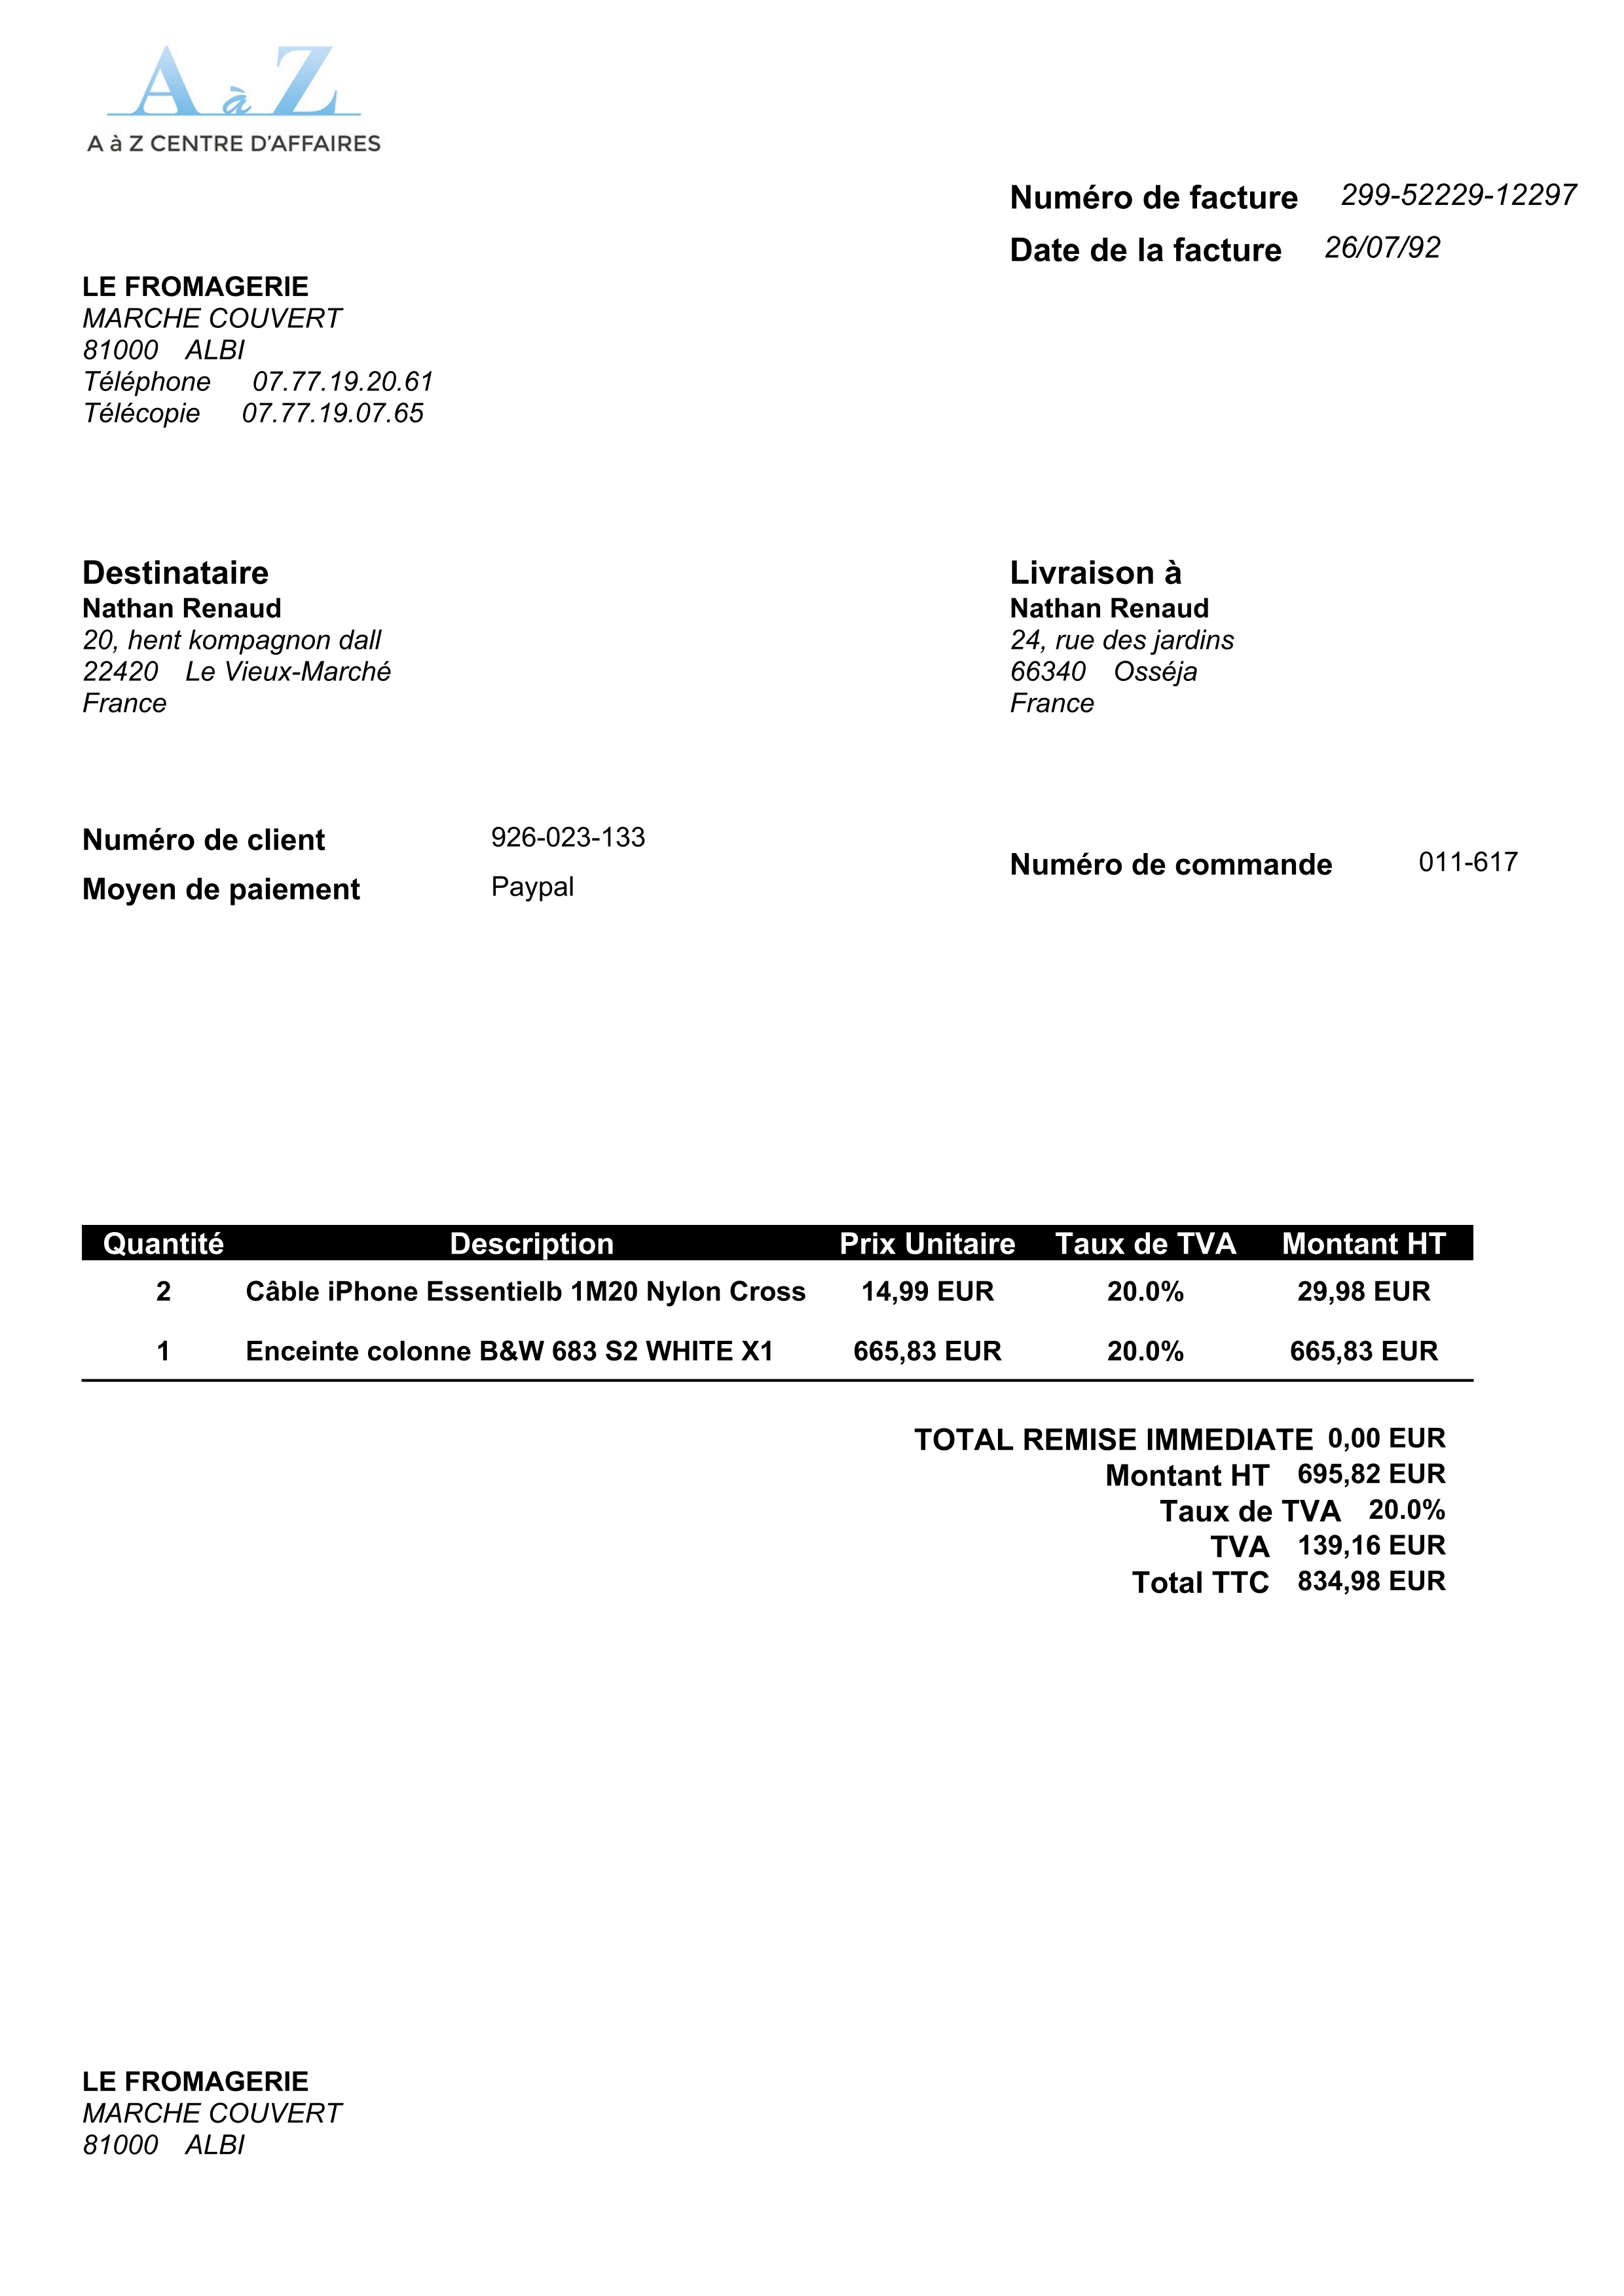 A à Z
A à Z CENTRE D'AFFAIRES
Numéro de facture 299-52229-12297
Date de la facture 26/07/92
LE FROMAGERIE
MARCHE COUVERT
81000 ALBI
Téléphone 07.77.19.20.61
Télécopie 07.77.19.07.65
Destinataire
Nathan Renaud
20, hent kompagnon dall
22420 Le Vieux-Marché
France
Livraison à
Nathan Renaud
24, rue des jardins
66340 Osséja
France
Numéro de client 926-023-133
Moyen de paiement Paypal
Numéro de commande 011-617
Quantité Description Prix Unitaire Taux de TVA Montant HT
2 Câble iPhone Essentielb 1M20 Nylon Cross 14,99 EUR 20.0% 29,98 EUR
1 Enceinte colonne B&W 683 S2 WHITE X1 665,83 EUR 20.0% 665,83 EUR
TOTAL REMISE IMMEDIATE 0,00 EUR
Montant HT 695,82 EUR
Taux de TVA 20.0%
TVA 139,16 EUR
Total TTC 834,98 EUR
LE FROMAGERIE
MARCHE COUVERT
81000 ALBI